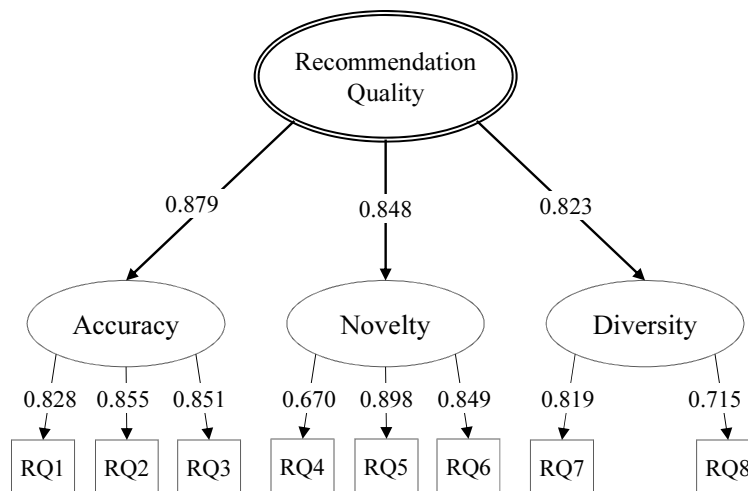 Recommendation
Quality
0.879
0.848
0.823
Accuracy
Novelty
Diversity
0.828
0.855
0.851
0.670
0.898
0.849
0.819
0.715
RQ1
RQ2
RQ3
RQ4
RQ5
RQ6
RQ7
RQ8